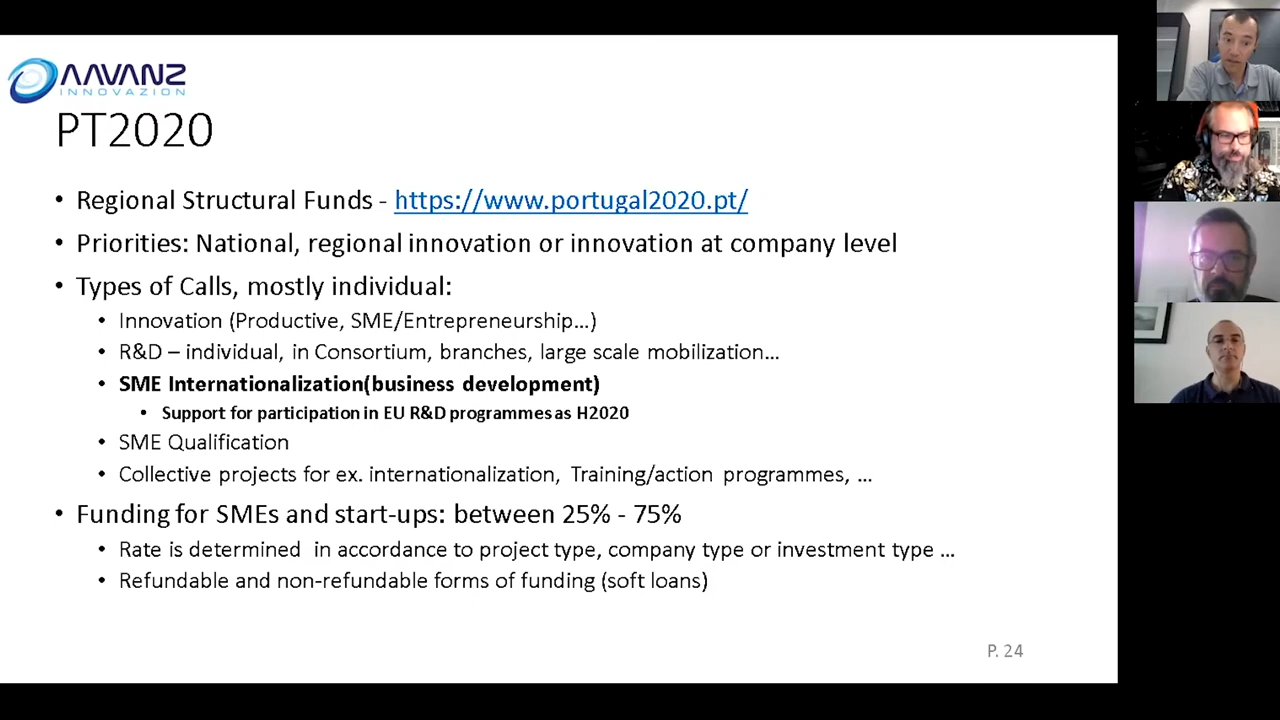 AAVANZ
INNOVAZION
PT2020
• Regional Structural Funds - https://www.portugal2020.pt/
• Priorities: National, regional innovation or innovation at company level
• Types of Calls, mostly individual:
• Innovation (Productive, SME/Entrepreneurship…)
• R&D – individual, in Consortium, branches, large scale mobilization…
• SME Internationalization(business development)
• Support for participation in EU R&D programmes as H2020
• SME Qualification
• Collective projects for ex. internationalization, Training/action programmes, …
• Funding for SMEs and start-ups: between 25% - 75%
• Rate is determined in accordance to project type, company type or investment type …
• Refundable and non-refundable forms of funding (soft loans)
P. 24